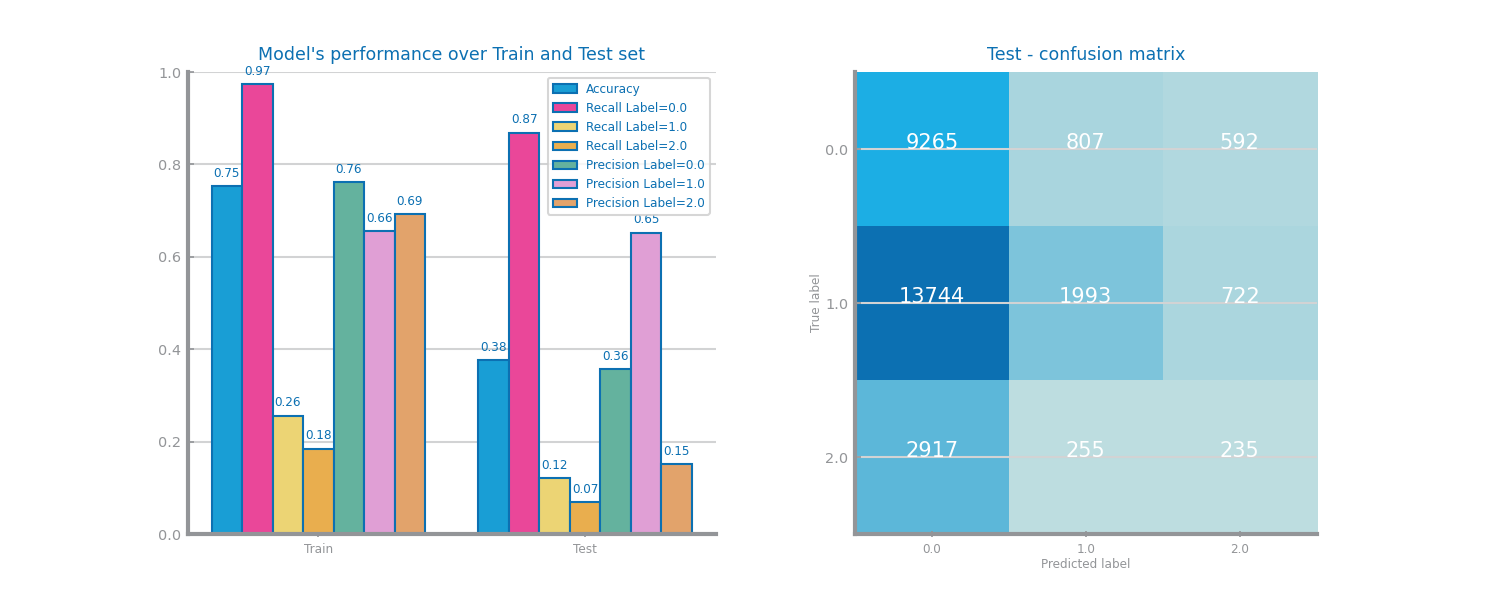 Model's performance over Train and Test set
1.0
0.8
0.6
0.4
0.2
0.0
0.75
0.97
0.26
0.18
0.76
0.66
0.69
0.38
0.87
0.12
0.07
0.36
0.65
0.15
Accuracy
Recall Label=0.0
Recall Label=1.0
Recall Label=2.0
Precision Label=0.0
Precision Label=1.0
Precision Label=2.0
Train
Test
Test - confusion matrix
True label
0.0
9265 807 592
1.0
13744 1993 722
2.0
2917 255 235
0.0 1.0 2.0
Predicted label